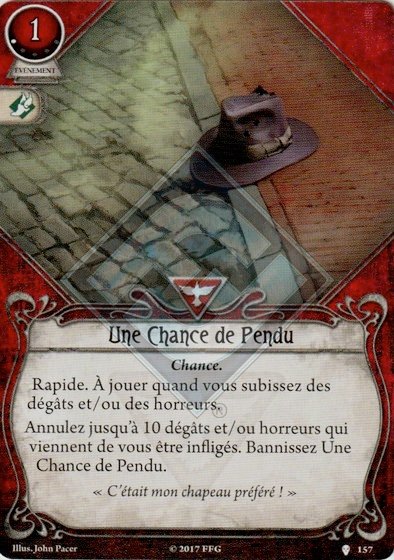 1
ÉVÉNEMENT
Une Chance de Pendu
Chance.
Rapide. À jouer quand vous subissez des
dégâts et/ou des horreurs.
Annulez jusqu'à 10 dégâts et/ou horreurs qui
viennent de vous être infligés. Bannissez Une
Chance de Pendu.
« C'était mon chapeau préféré ! »
Illus. John Pacer
© 2017 FFG
157